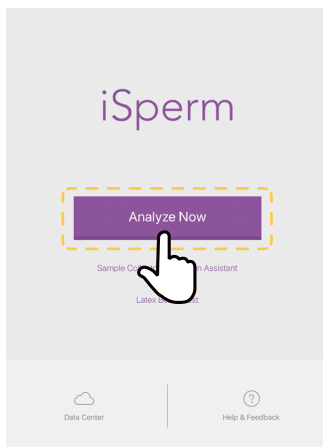 iSperm
Analyze Now
Sample Assistant
Latex
Data Center
Help & Feedback